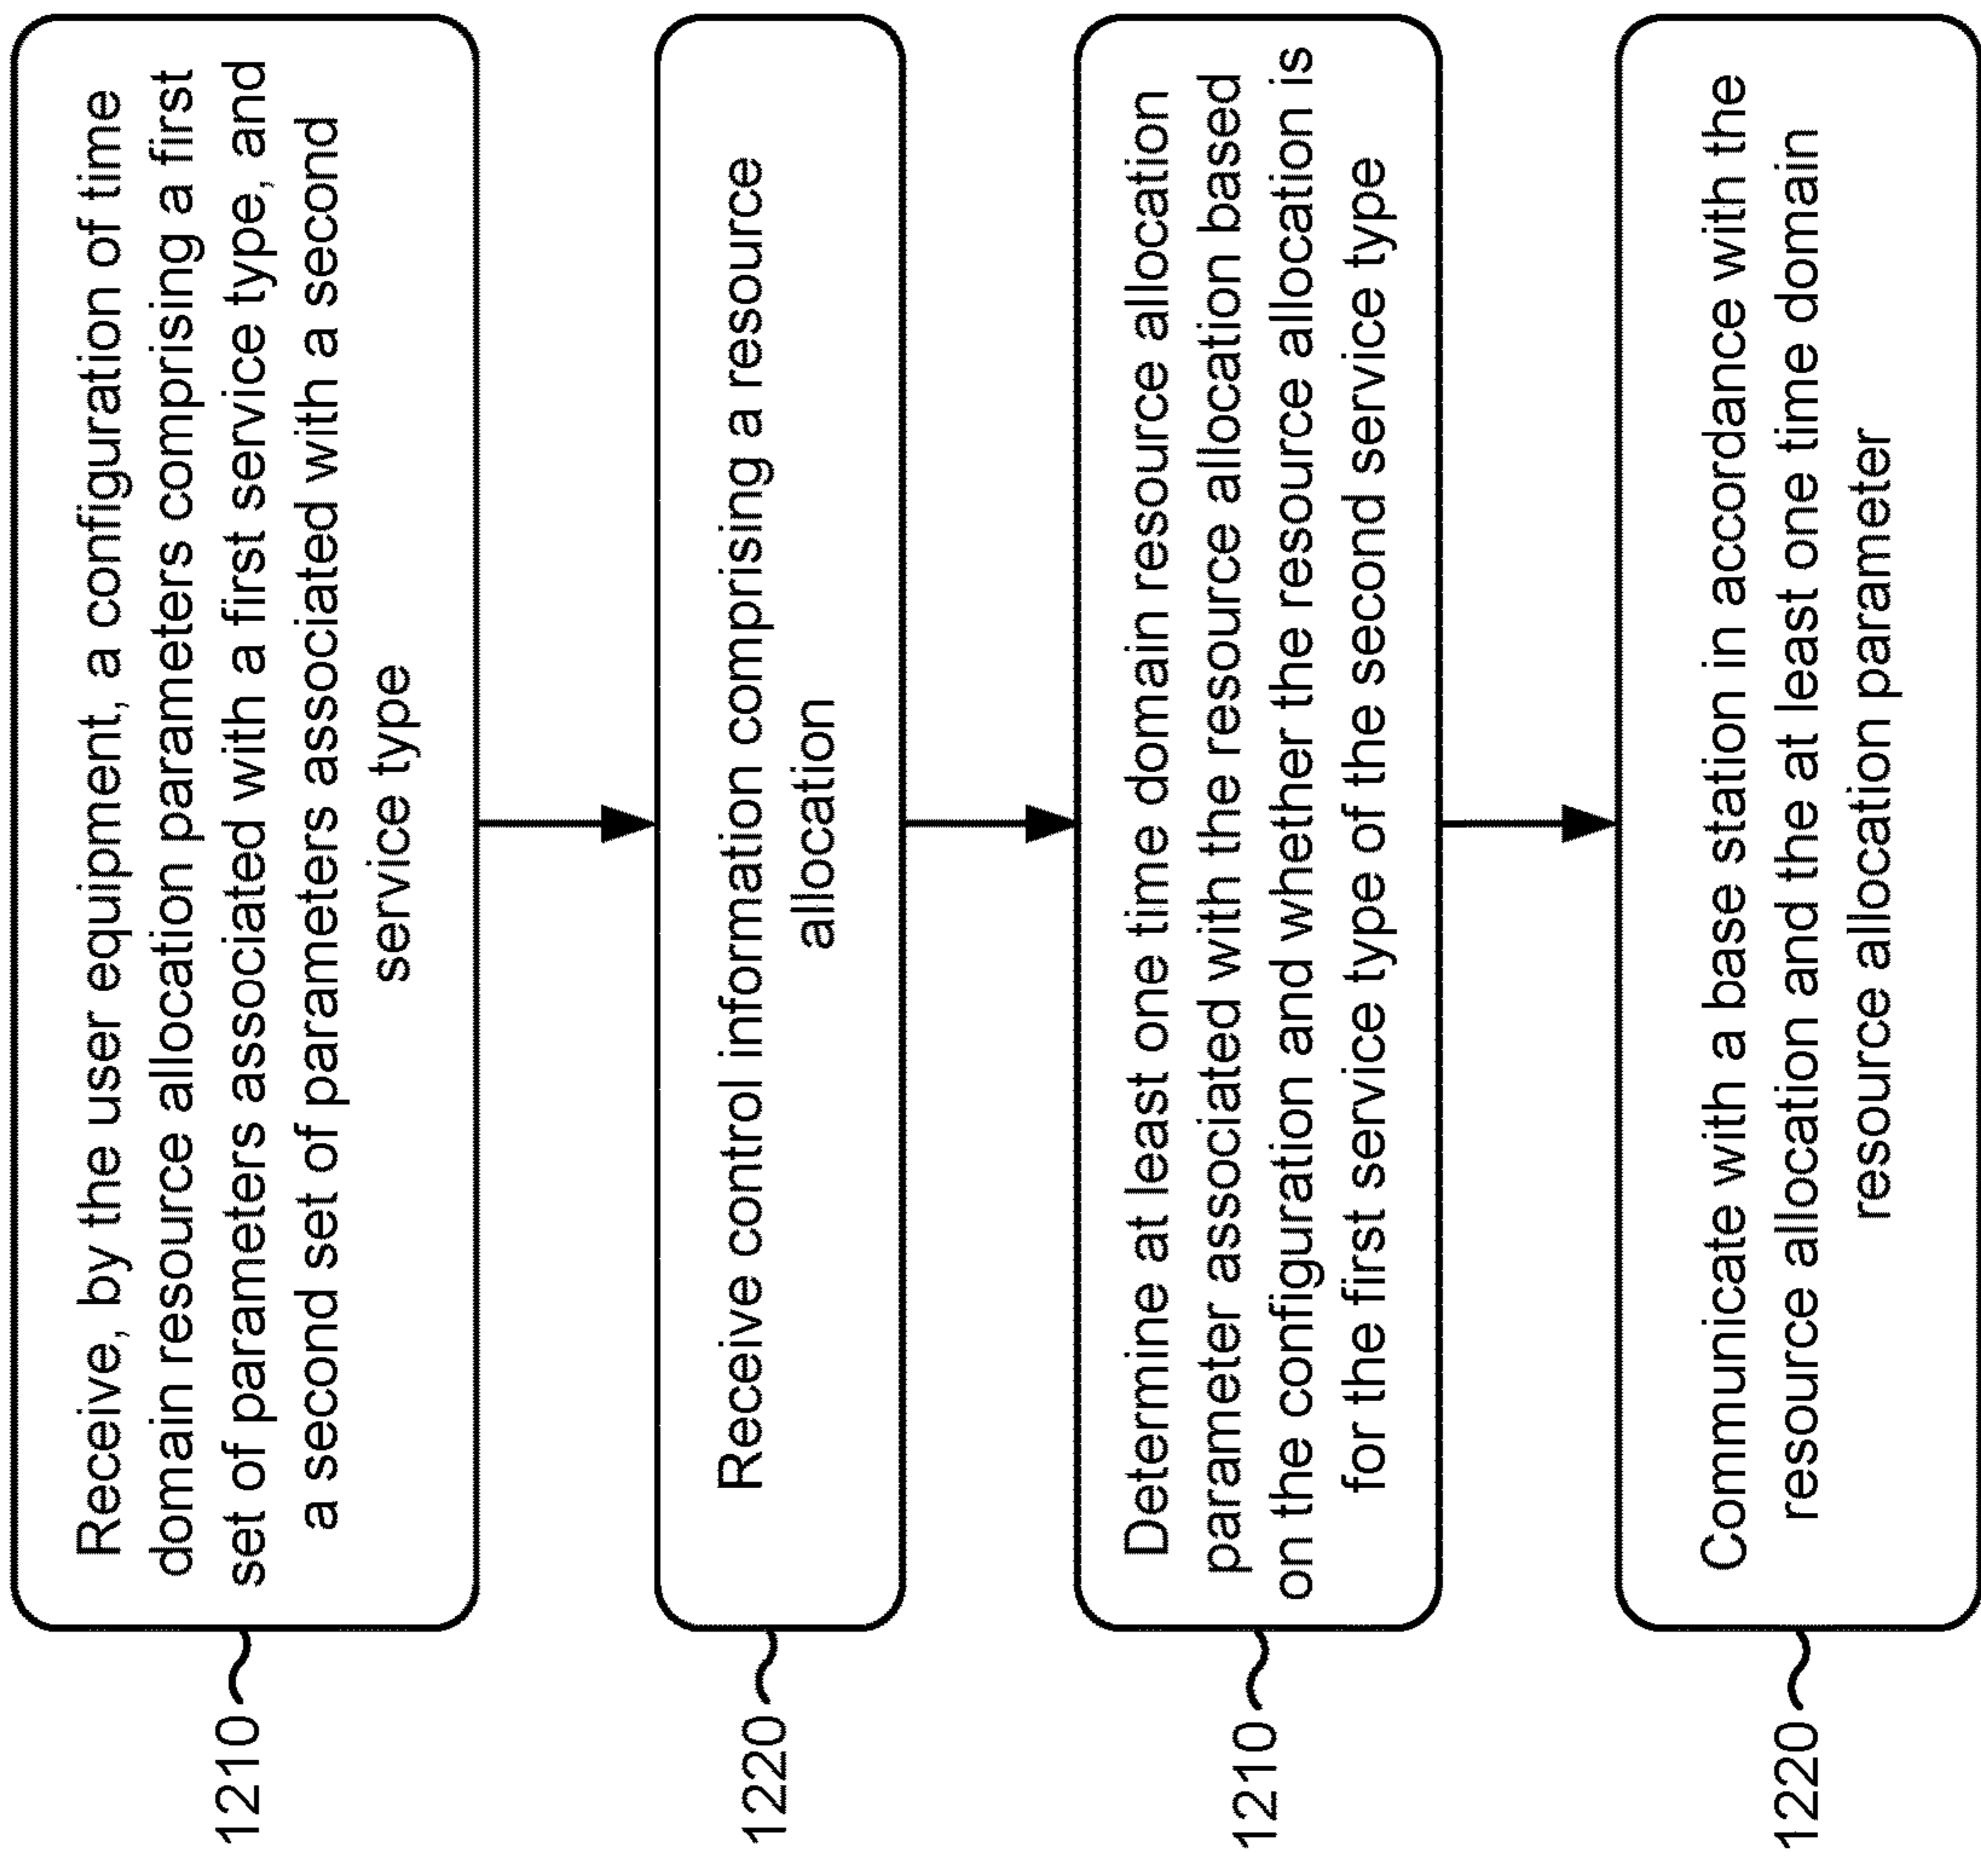 1210
Receive, by the user equipment, a configuration of time
domain resource allocation parameters comprising a first
set of parameters associated with a first service type, and
a second set of parameters associated with a second
service type
1220
Receive control information comprising a resource
allocation
1210
Determine at least one time domain resource allocation
parameter associated with the resource allocation based
on the configuration and whether the resource allocation is
for the first service type of the second service type
1220
Communicate with a base station in accordance with the
resource allocation and the at least one time domain
resource allocation parameter